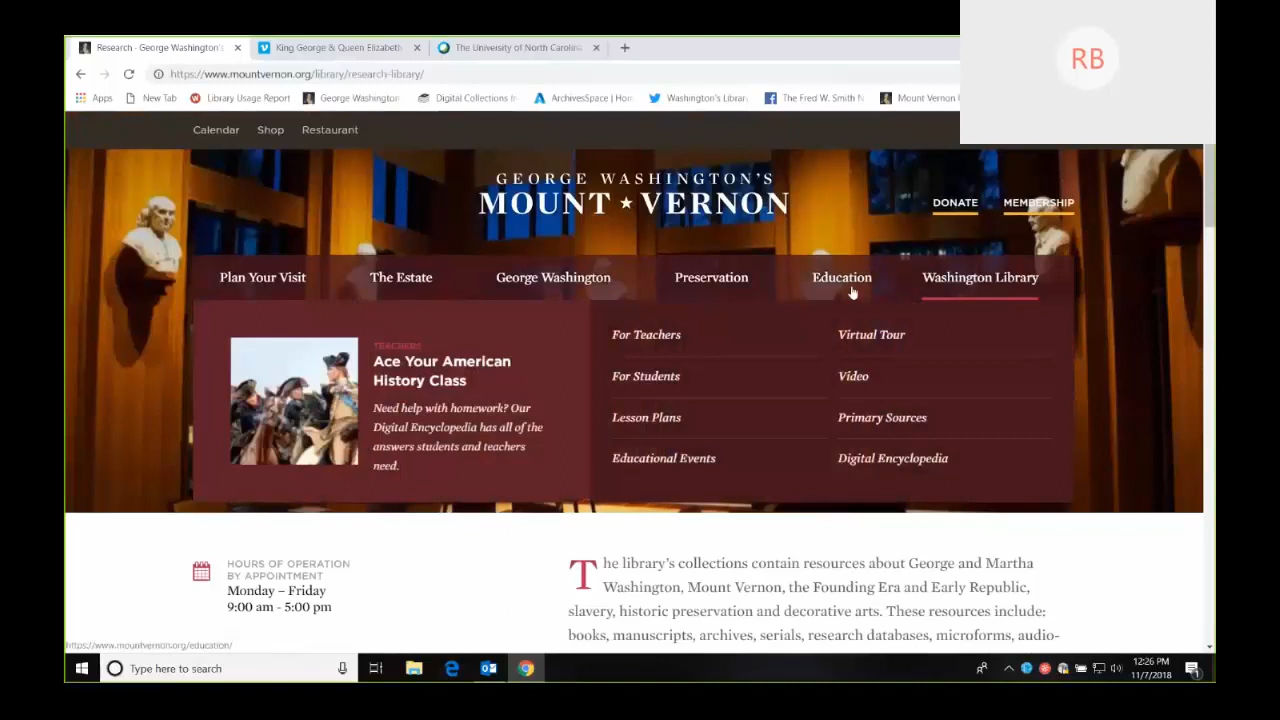 RB
Research - George Washington's
King George & Queen Elizabeth
The University of North Carolina
https://www.mountvernon.org/library/research-library/
Apps
New Tab
Library Usage Report
George Washington
Digital Collections fr
ArchivesSpace | Hom
Washington's Librar
The Fred W. Smith N
Mount Vernon
Calendar
Shop
Restaurant
GEORGE WASHINGTON'S
MOUNT ★ VERNON
DONATE
MEMBERSHIP
Plan Your Visit
The Estate
George Washington
Preservation
Education
Washington Library
TEACHERS
Ace Your American
History Class
Need help with homework? Our
Digital Encyclopedia has all of the
answers students and teachers
need.
For Teachers
Virtual Tour
For Students
Video
Lesson Plans
Primary Sources
Educational Events
Digital Encyclopedia
HOURS OF OPERATION
BY APPOINTMENT
Monday – Friday
9:00 am - 5:00 pm
The library's collections contain resources about George and Martha
Washington, Mount Vernon, the Founding Era and Early Republic,
slavery, historic preservation and decorative arts. These resources include:
books, manuscripts, archives, serials, research databases, microforms, audio-
https://www.mountvernon.org/education/
Type here to search
12:26 PM
11/7/2018
1